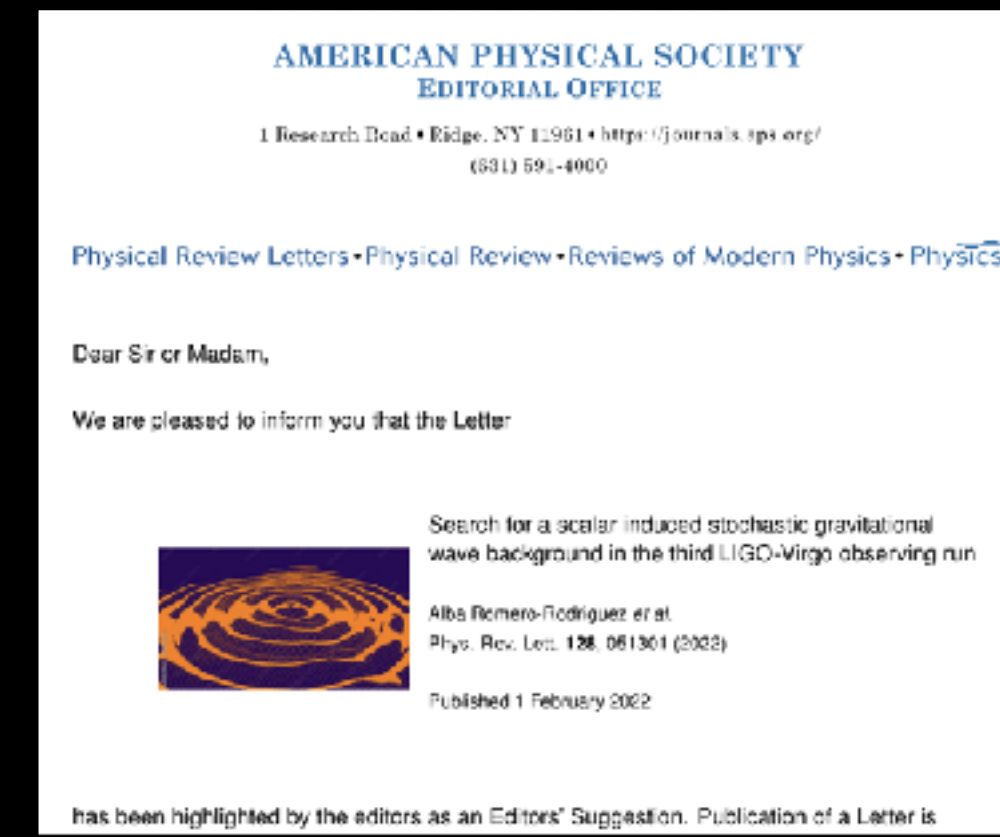 AMERICAN PHYSICAL SOCIETY
EDITORIAL OFFICE
1 Research Road • Ridge, NY 11961 • https://journals.aps.org/
(631) 591-4000
Physical Review Letters • Physical Review • Reviews of Modern Physics • Physics
Dear Sir or Madam,
We are pleased to inform you that the Letter
Search for a scalar induced stochastic gravitational
wave background in the third LIGO-Virgo observing run
Alba Romero-Rodríguez et al.
Phys. Rev. Lett. 128, 051301 (2022)
Published 1 February 2022
has been highlighted by the editors as an Editors' Suggestion. Publication of a Letter is